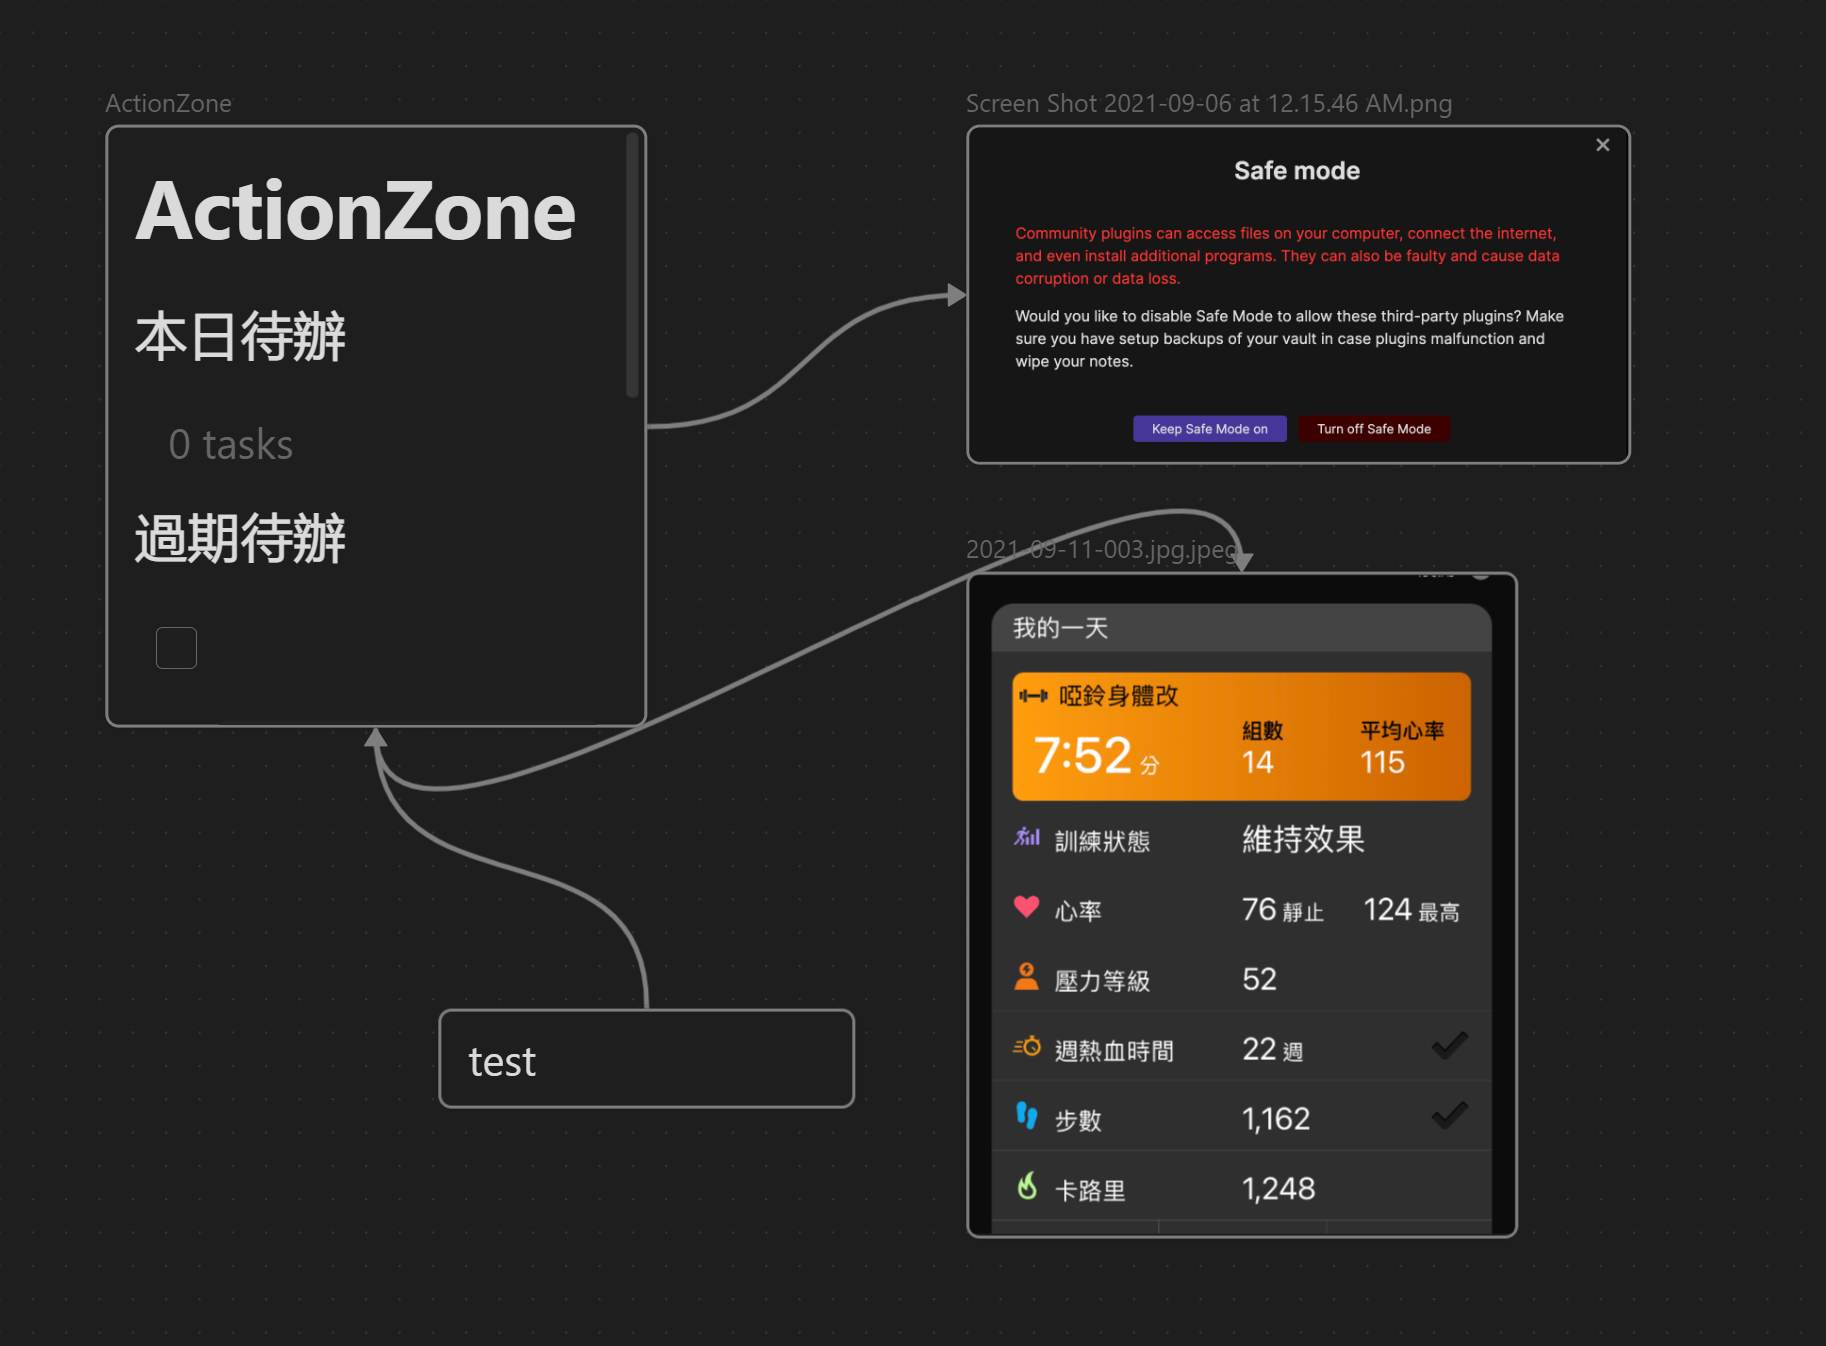 ActionZone
ActionZone
本日待辦
0 tasks
過期待辦
Screen Shot 2021-09-06 at 12.15.46 AM.png
Safe mode
Community plugins can access files on your computer, connect the internet,
and even install additional programs. They can also be faulty and cause data
corruption or data loss.
Would you like to disable Safe Mode to allow these third-party plugins? Make
sure you have setup backups of your vault in case plugins malfunction and
wipe your notes.
Keep Safe Mode on Turn off Safe Mode
2021-09-11-003.jpg.jpeg
我的一天
啞鈴身體改
組數 平均心率
7:52 分 14 115
訓練狀態 維持效果
心率 76 靜止 124 最高
壓力等級 52
週熱血時間 22 週
步數 1,162
卡路里 1,248
test